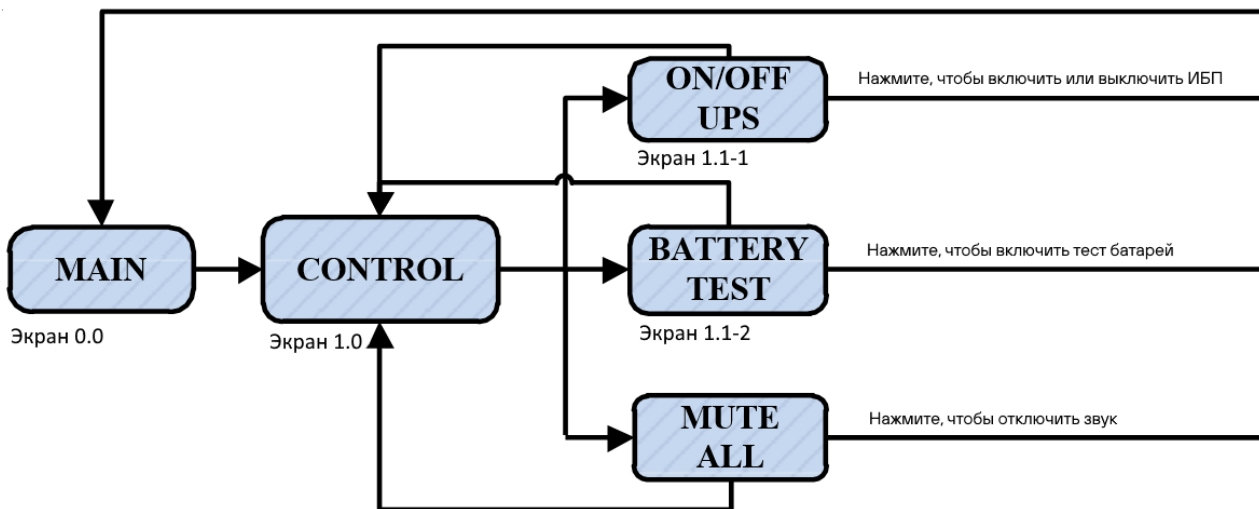 ON/OFF
UPS
Нажмите, чтобы включить или выключить ИБП
Экран 1.1-1
MAIN
Экран 0.0
CONTROL
Экран 1.0
BATTERY
TEST
Нажмите, чтобы включить тест батарей
Экран 1.1-2
MUTE
ALL
Нажмите, чтобы отключить звук